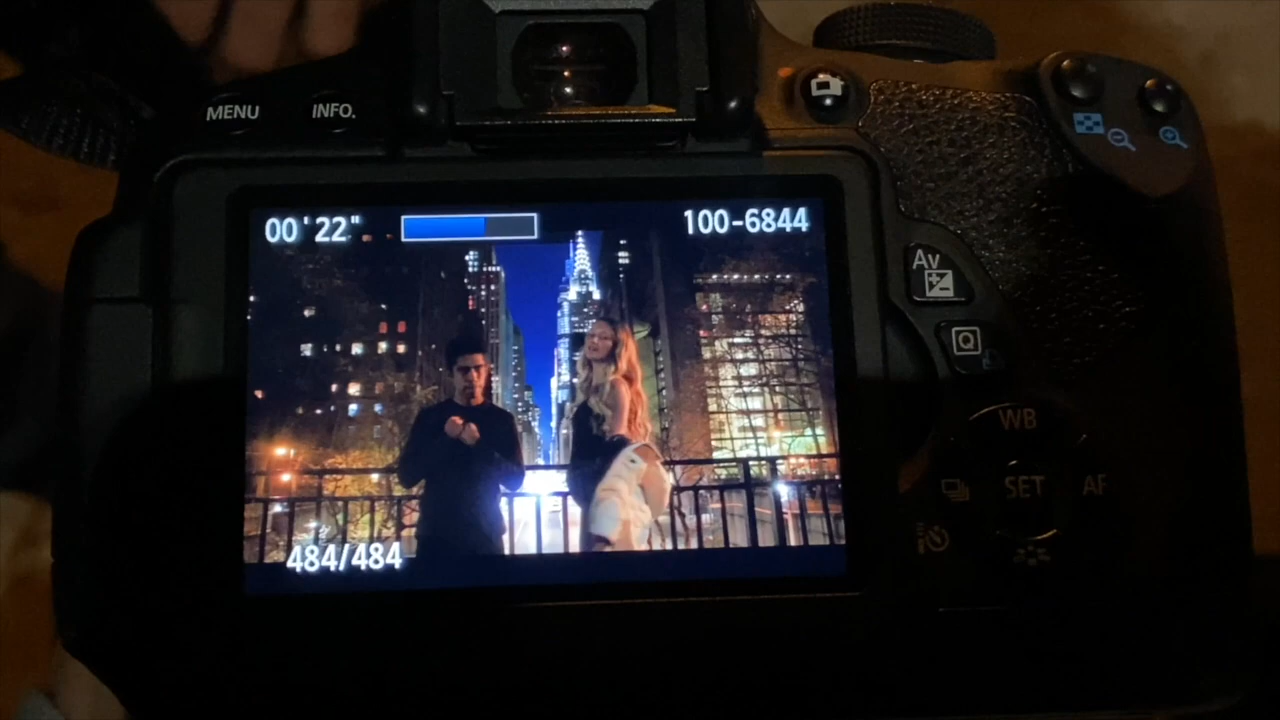 MENU INFO.
00'22" 100-6844
Av
Q
WB
SET AF
484/484